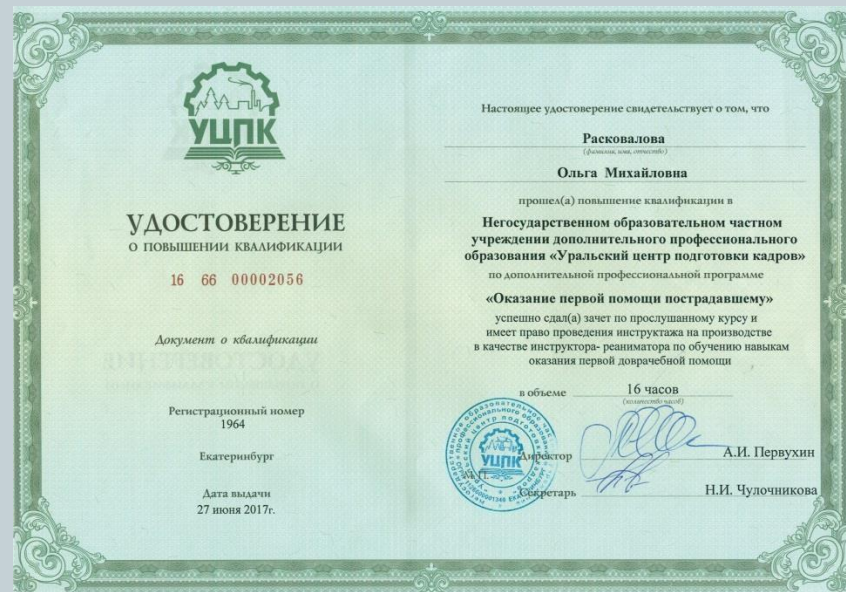 УЦПК
УДОСТОВЕРЕНИЕ
О ПОВЫШЕНИИ КВАЛИФИКАЦИИ
16 66 00002056
Документ о квалификации
Регистрационный номер
1964
Екатеринбург
Дата выдачи
27 июня 2017г.
Настоящее удостоверение свидетельствует о том, что
Расковалова
(фамилия, имя, отчество)
Ольга Михайловна
прошел(а) повышение квалификации в
Негосударственном образовательном частном
учреждении дополнительного профессионального
образования «Уральский центр подготовки кадров»
по дополнительной профессиональной программе
«Оказание первой помощи пострадавшему»
успешно сдал(а) зачет по прослушанному курсу и
имеет право проведения инструктажа на производстве
в качестве инструктора- реаниматора по обучению навыкам
оказания первой доврачебной помощи
в объеме 16 часов
(количество часов)
Директор А.И. Первухин
М.П.
Секретарь Н.И. Чулочникова
УЦПК